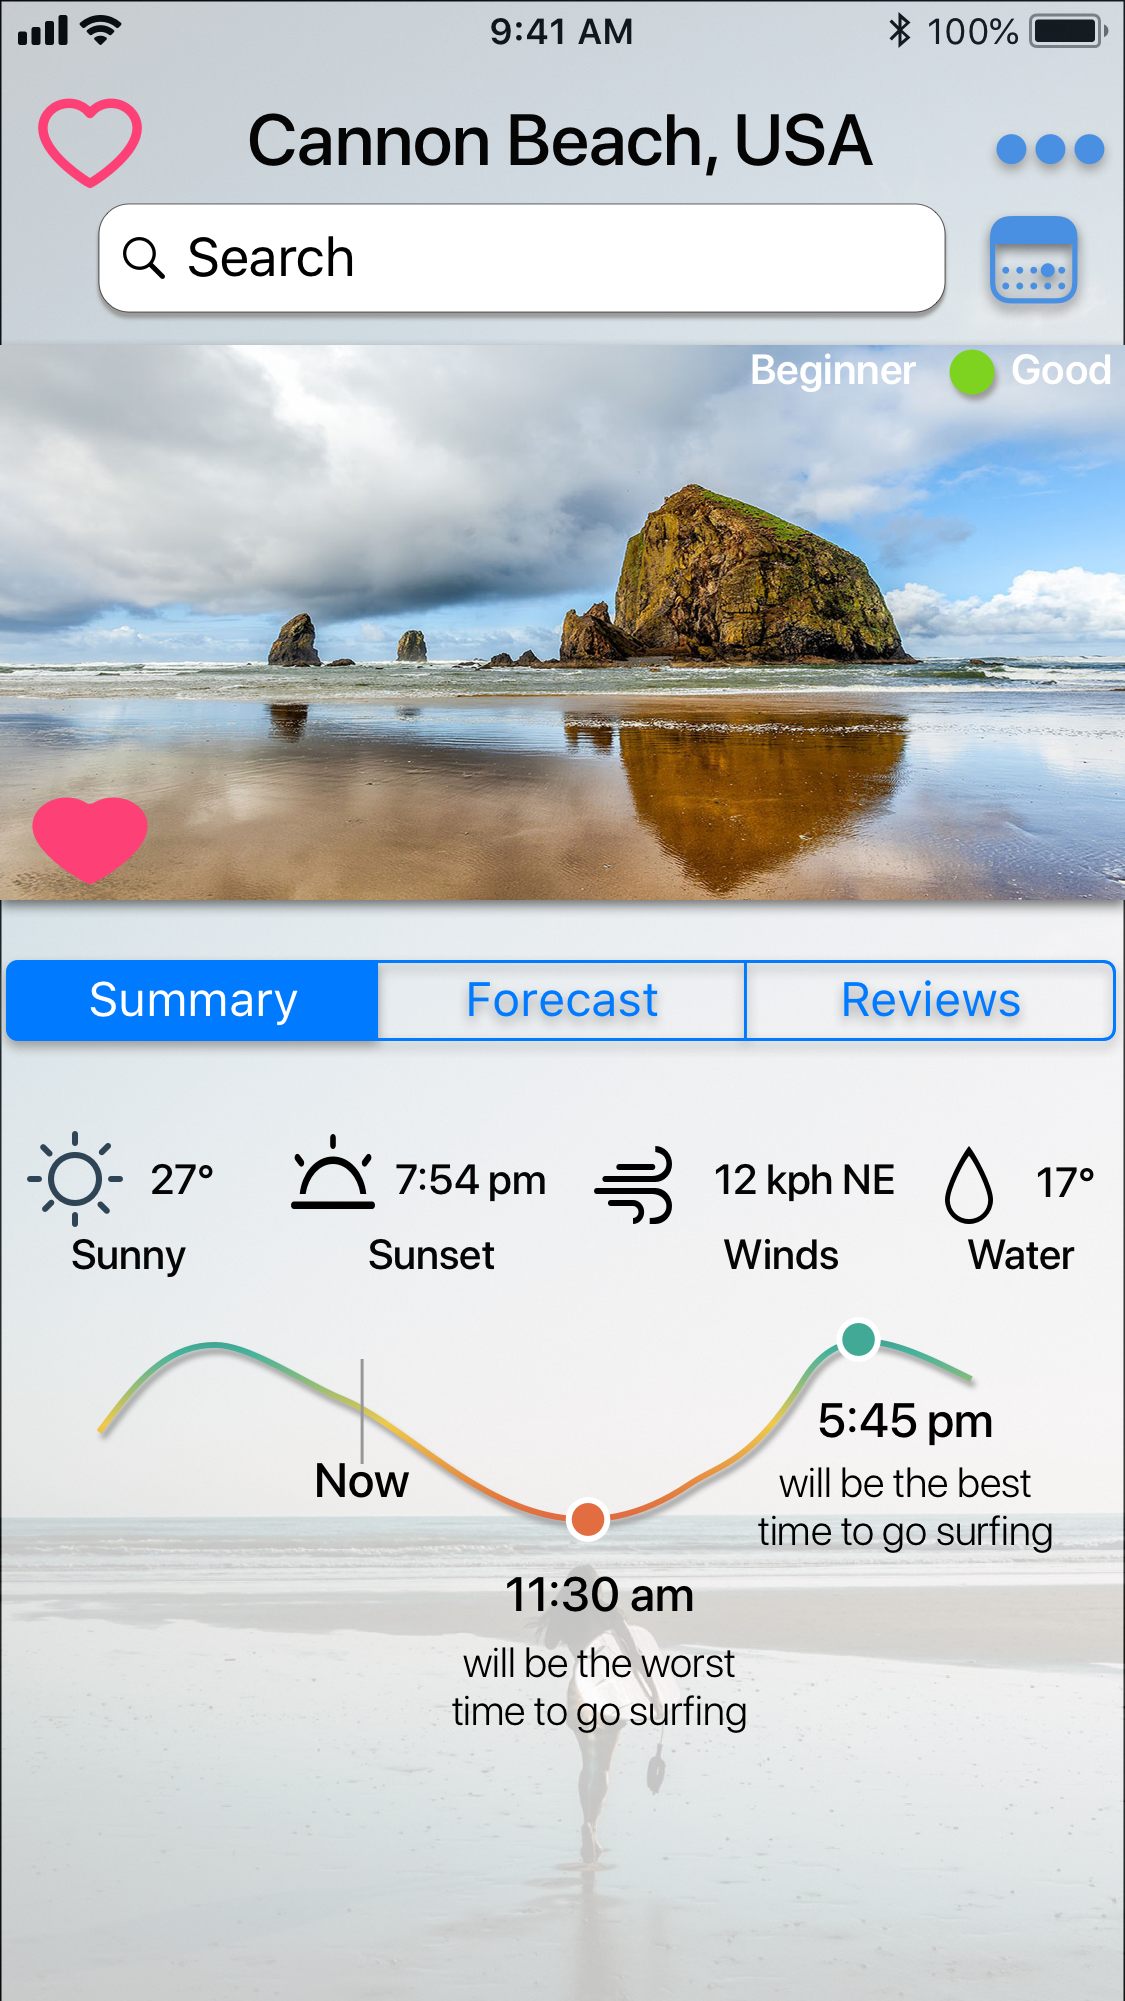 9:41 AM 100%
Cannon Beach, USA
Search
Beginner Good
Summary Forecast Reviews
27° 7:54 pm 12 kph NE 17°
Sunny Sunset Winds Water
5:45 pm
will be the best
time to go surfing
Now
11:30 am
will be the worst
time to go surfing